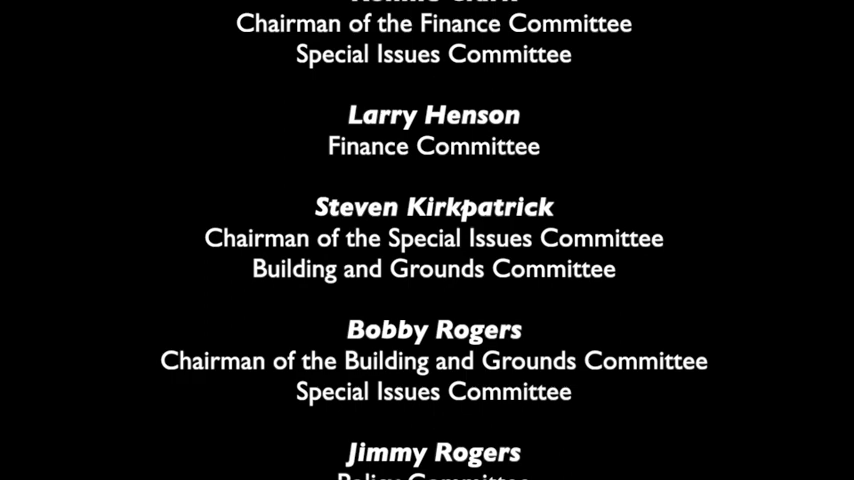 Chairman of the Finance Committee
Special Issues Committee
Larry Henson
Finance Committee
Steven Kirkpatrick
Chairman of the Special Issues Committee
Building and Grounds Committee
Bobby Rogers
Chairman of the Building and Grounds Committee
Special Issues Committee
Jimmy Rogers
Policy Committee